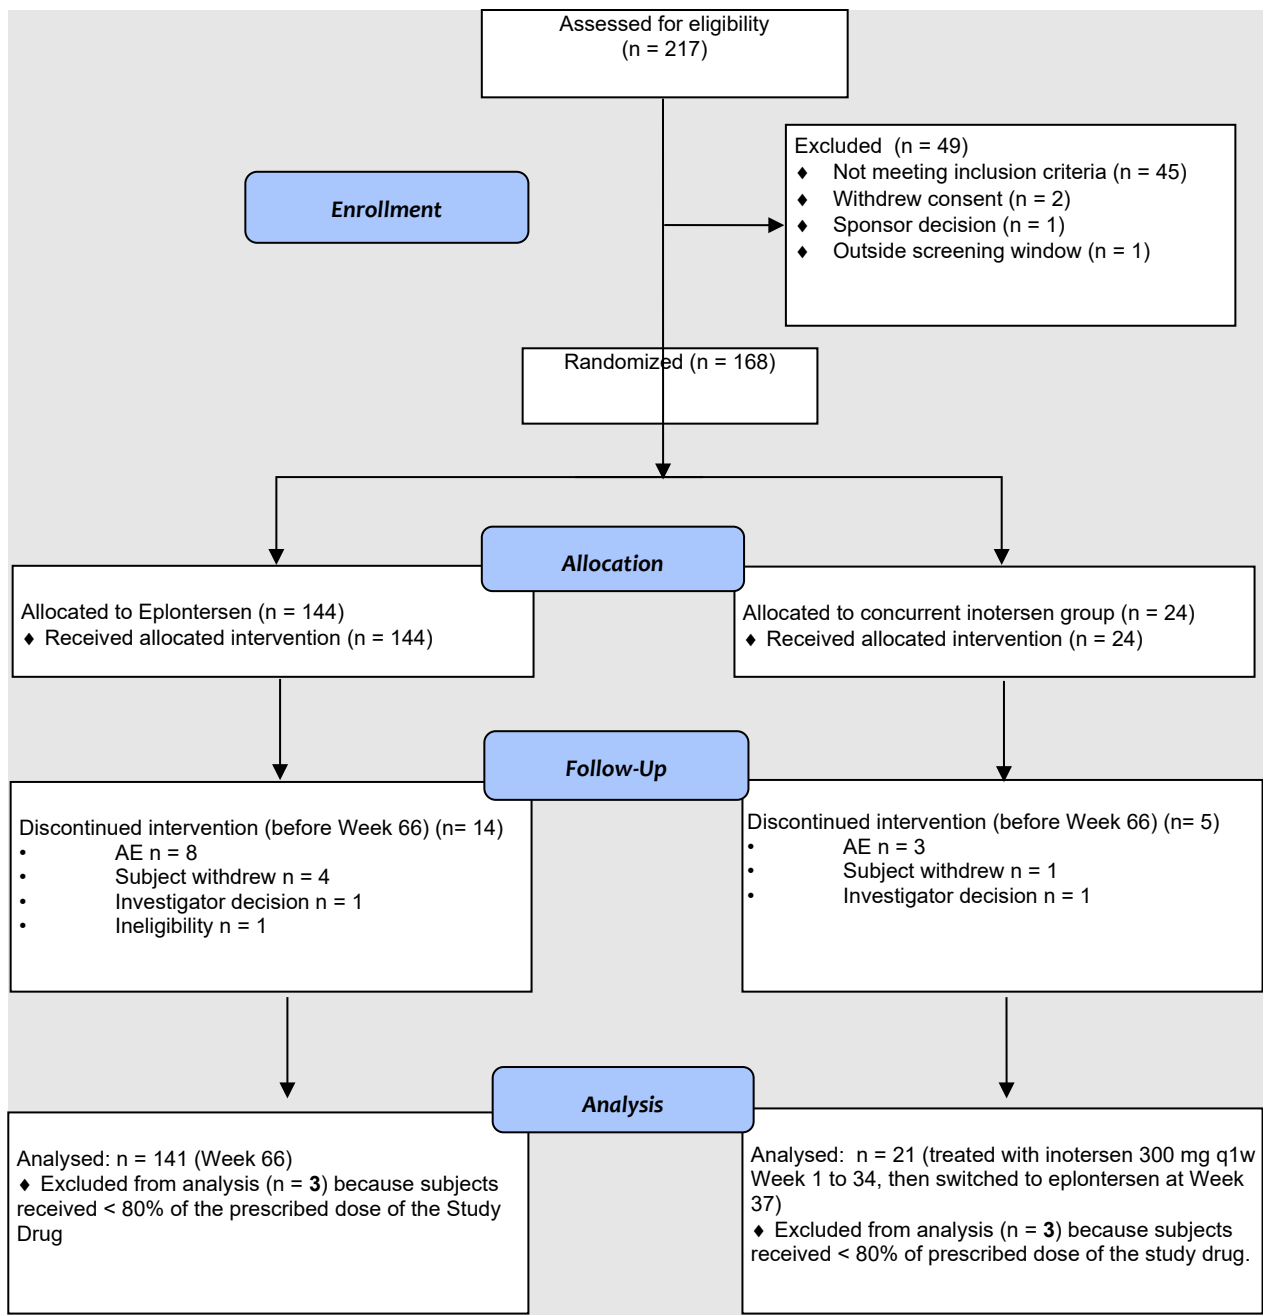 Assessed for eligibility
(n = 217)
Excluded  (n = 49)
♦ Not meeting inclusion criteria (n = 45)
♦ Withdrew consent (n = 2)
♦ Sponsor decision (n = 1)
♦ Outside screening window (n = 1)
Enrollment
Randomized (n = 168)
Allocation
Allocated to Eplontersen (n = 144)
♦ Received allocated intervention (n = 144)
Allocated to concurrent inotersen group (n = 24)
♦ Received allocated intervention (n = 24)
Follow-Up
Discontinued intervention (before Week 66) (n= 14)
• AE n = 8
• Subject withdrew n = 4
• Investigator decision n = 1
• Ineligibility n = 1
Discontinued intervention (before Week 66) (n= 5)
• AE n = 3
• Subject withdrew n = 1
• Investigator decision n = 1
Analysis
Analysed: n = 141 (Week 66)
♦ Excluded from analysis (n = 3) because subjects
received < 80% of the prescribed dose of the Study
Drug
Analysed:  n = 21 (treated with inotersen 300 mg q1w
Week 1 to 34, then switched to eplontersen at Week
37)
♦ Excluded from analysis (n = 3) because subjects
received < 80% of prescribed dose of the study drug.